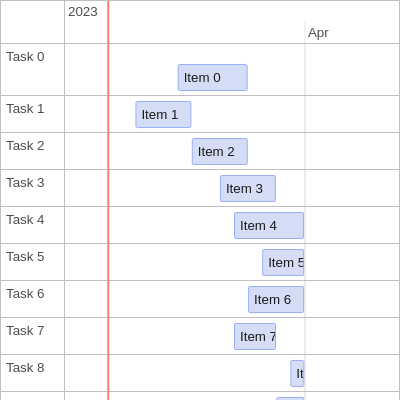 2023
Apr
Task 0
Item 0
Task 1
Item 1
Task 2
Item 2
Task 3
Item 3
Task 4
Item 4
Task 5
Item 5
Task 6
Item 6
Task 7
Item 7
Task 8
It